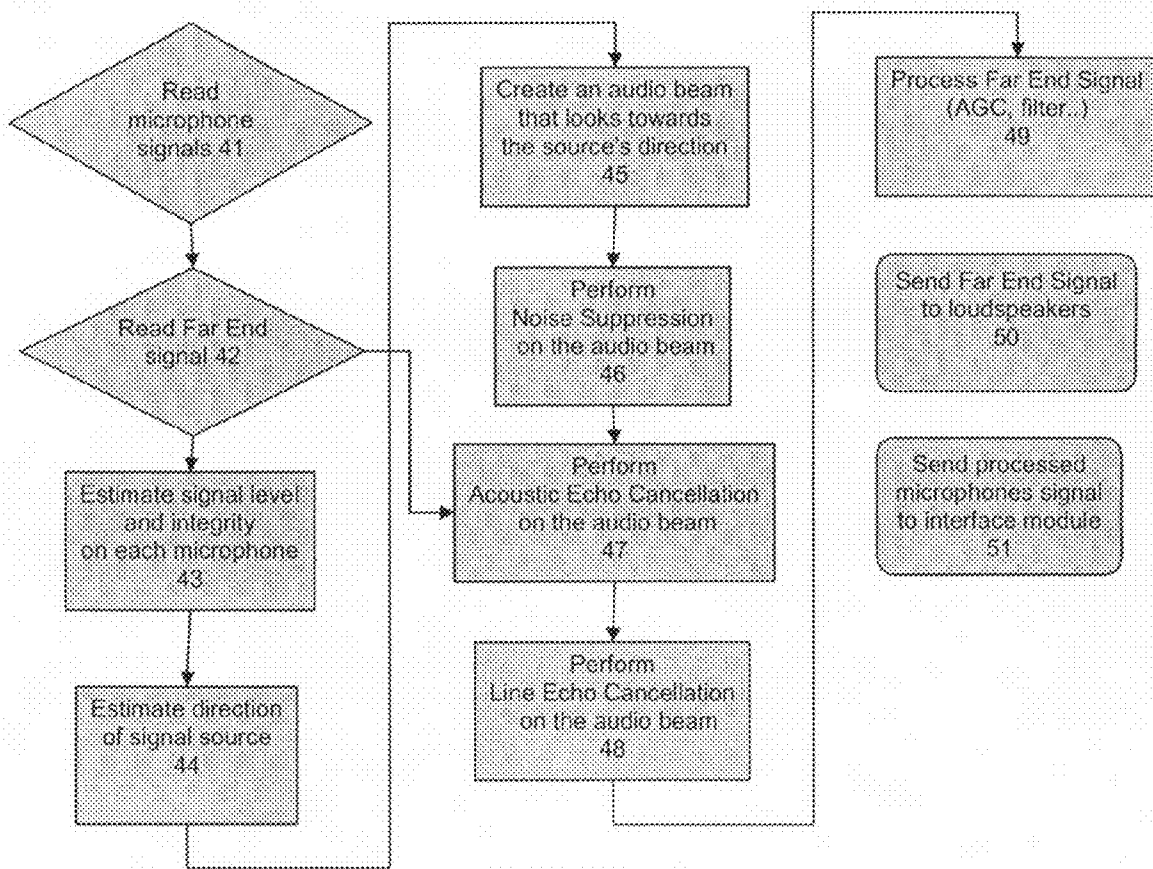 Read
microphone
signals 41
Read Far End
signal 42
Estimate signal level
and integrity
on each microphone
43
Estimate direction
of signal source
44
Create an audio beam
that looks towards
the source's direction
45
Perform
Noise Suppression
on the audio beam
46
Perform
Acoustic Echo Cancellation
on the audio beam
47
Perform
Line Echo Cancellation
on the audio beam
48
Process Far End Signal
(AGC, filter..)
49
Send Far End Signal
to loudspeakers
50
Send processed
microphones signal
to interface module
51